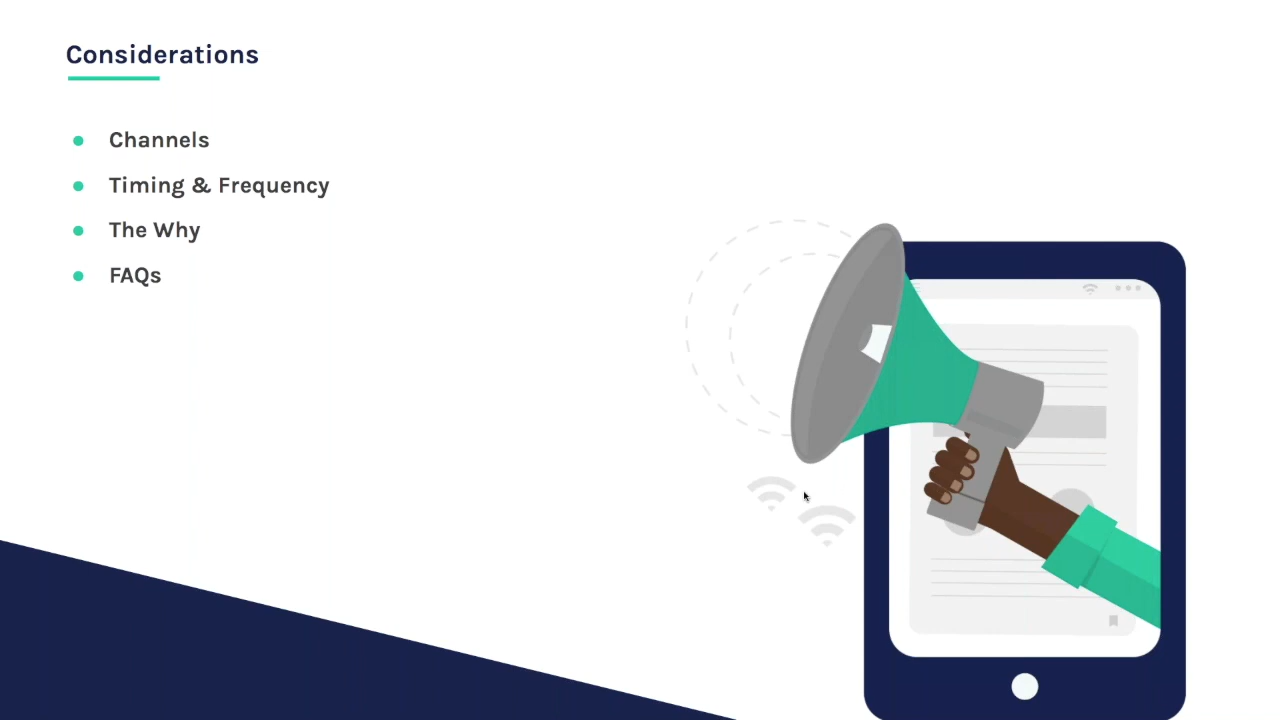 Considerations
Channels
Timing & Frequency
The Why
FAQs